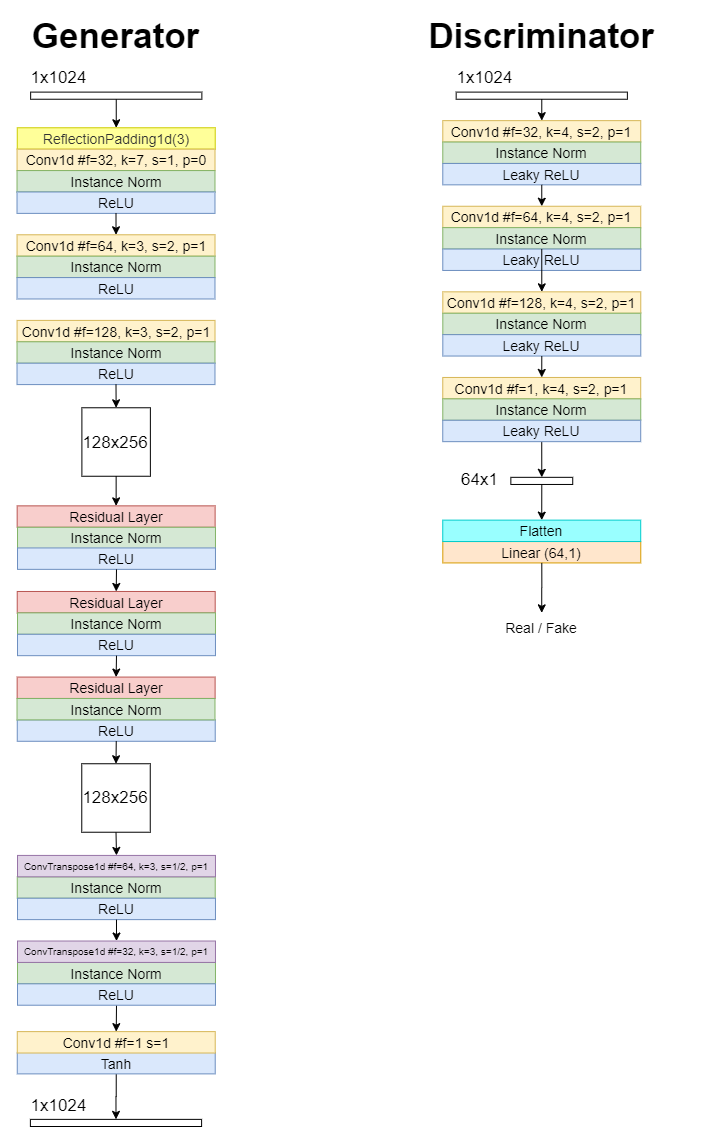 Generator
1x1024
ReflectionPadding1d(3)
Conv1d #f=32, k=7, s=1, p=0
Instance Norm
ReLU
Conv1d #f=64, k=3, s=2, p=1
Instance Norm
ReLU
Conv1d #f=128, k=3, s=2, p=1
Instance Norm
ReLU
128x256
Residual Layer
Instance Norm
ReLU
Residual Layer
Instance Norm
ReLU
Residual Layer
Instance Norm
ReLU
128x256
ConvTranspose1d #f=64, k=3, s=1/2, p=1
Instance Norm
ReLU
ConvTranspose1d #f=32, k=3, s=1/2, p=1
Instance Norm
ReLU
Conv1d #f=1 s=1
Tanh
1x1024
Discriminator
1x1024
Conv1d #f=32, k=4, s=2, p=1
Instance Norm
Leaky ReLU
Conv1d #f=64, k=4, s=2, p=1
Instance Norm
Leaky ReLU
Conv1d #f=128, k=4, s=2, p=1
Instance Norm
Leaky ReLU
Conv1d #f=1, k=4, s=2, p=1
Instance Norm
Leaky ReLU
64x1
Flatten
Linear (64,1)
Real / Fake